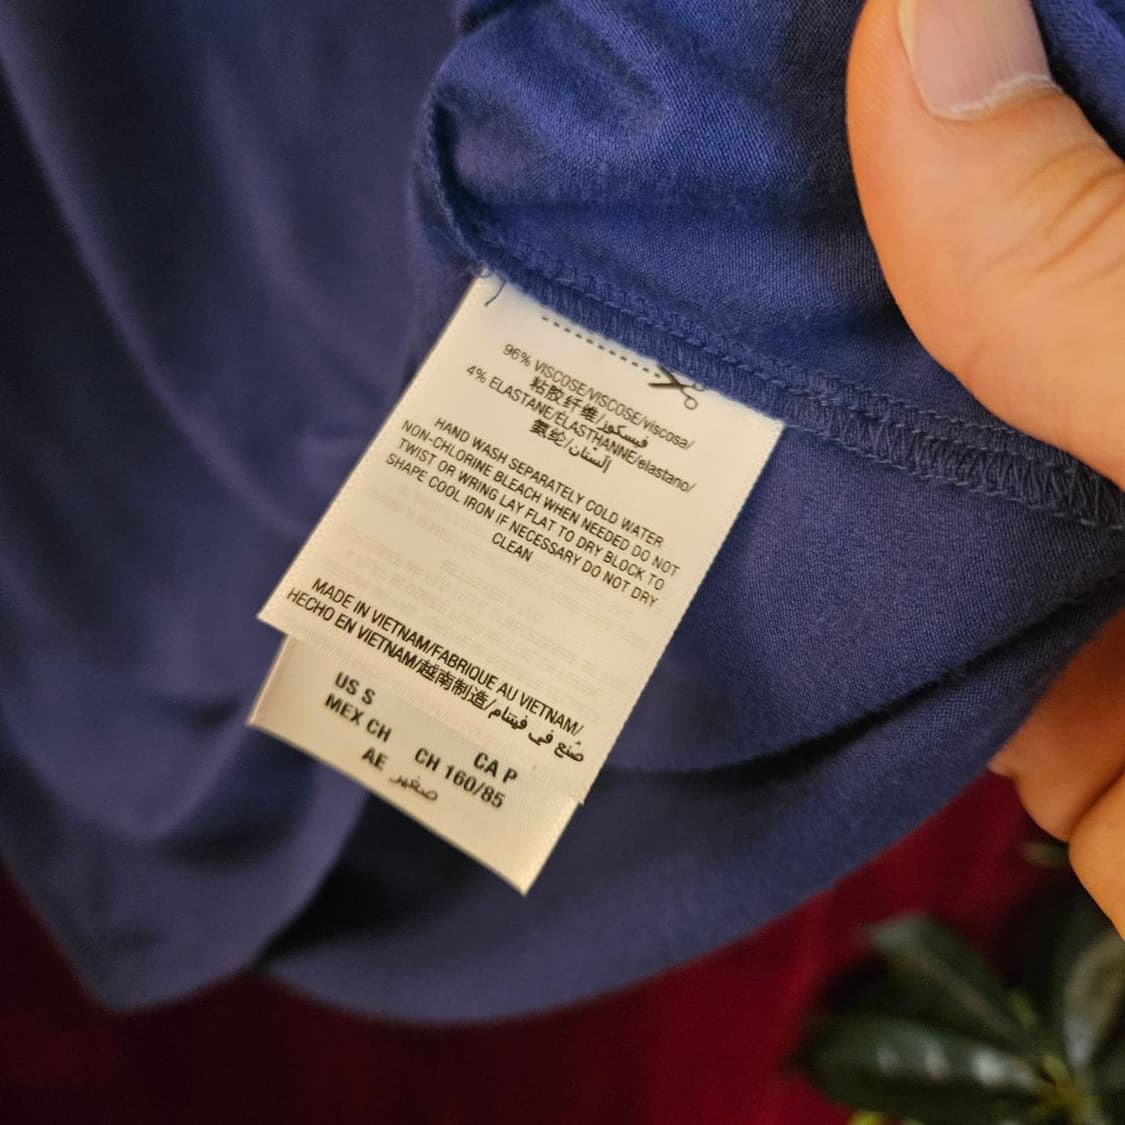 96% VISCOSE/VISCOSE/viscosa/
粘胶纤维/فيسكوز
4% ELASTANE/ÉLASTHANNE/elastano/
氨纶/إلستان
HAND WASH SEPARATELY COLD WATER
NON-CHLORINE BLEACH WHEN NEEDED DO NOT
TWIST OR WRING LAY FLAT TO DRY BLOCK TO
SHAPE COOL IRON IF NECESSARY DO NOT DRY
CLEAN
MADE IN VIETNAM/FABRIQUE AU VIETNAM/
HECHO EN VIETNAM/越南制造/صنع في فيتنام
US S CA P
MEX CH CH 160/85
AE صغير